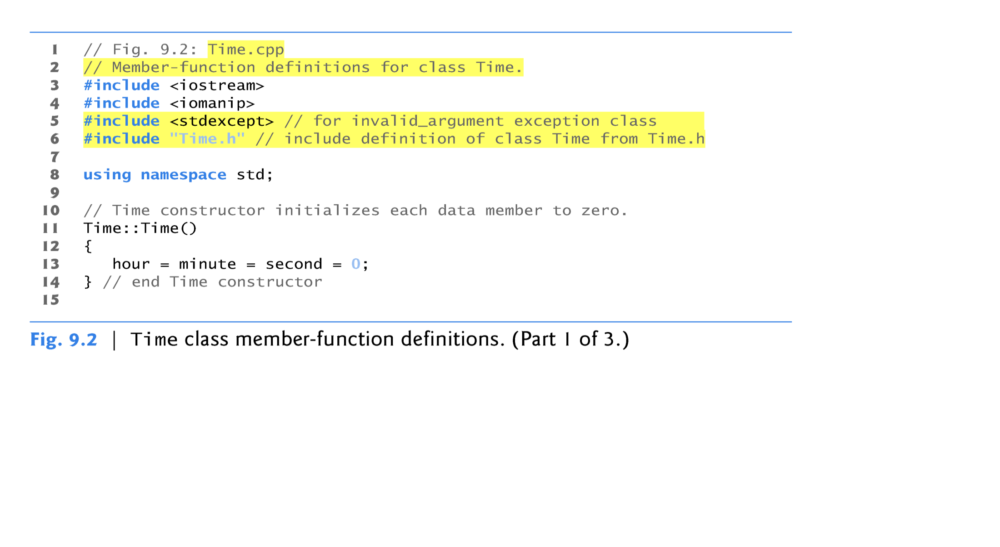 1 // Fig. 9.2: Time.cpp
2 // Member-function definitions for class Time.
3 #include <iostream>
4 #include <iomanip>
5 #include <stdexcept> // for invalid_argument exception class
6 #include "Time.h" // include definition of class Time from Time.h
7
8 using namespace std;
9
10 // Time constructor initializes each data member to zero.
11 Time::Time()
12 {
13    hour = minute = second = 0;
14 } // end Time constructor
15
Fig. 9.2 | Time class member-function definitions. (Part 1 of 3.)